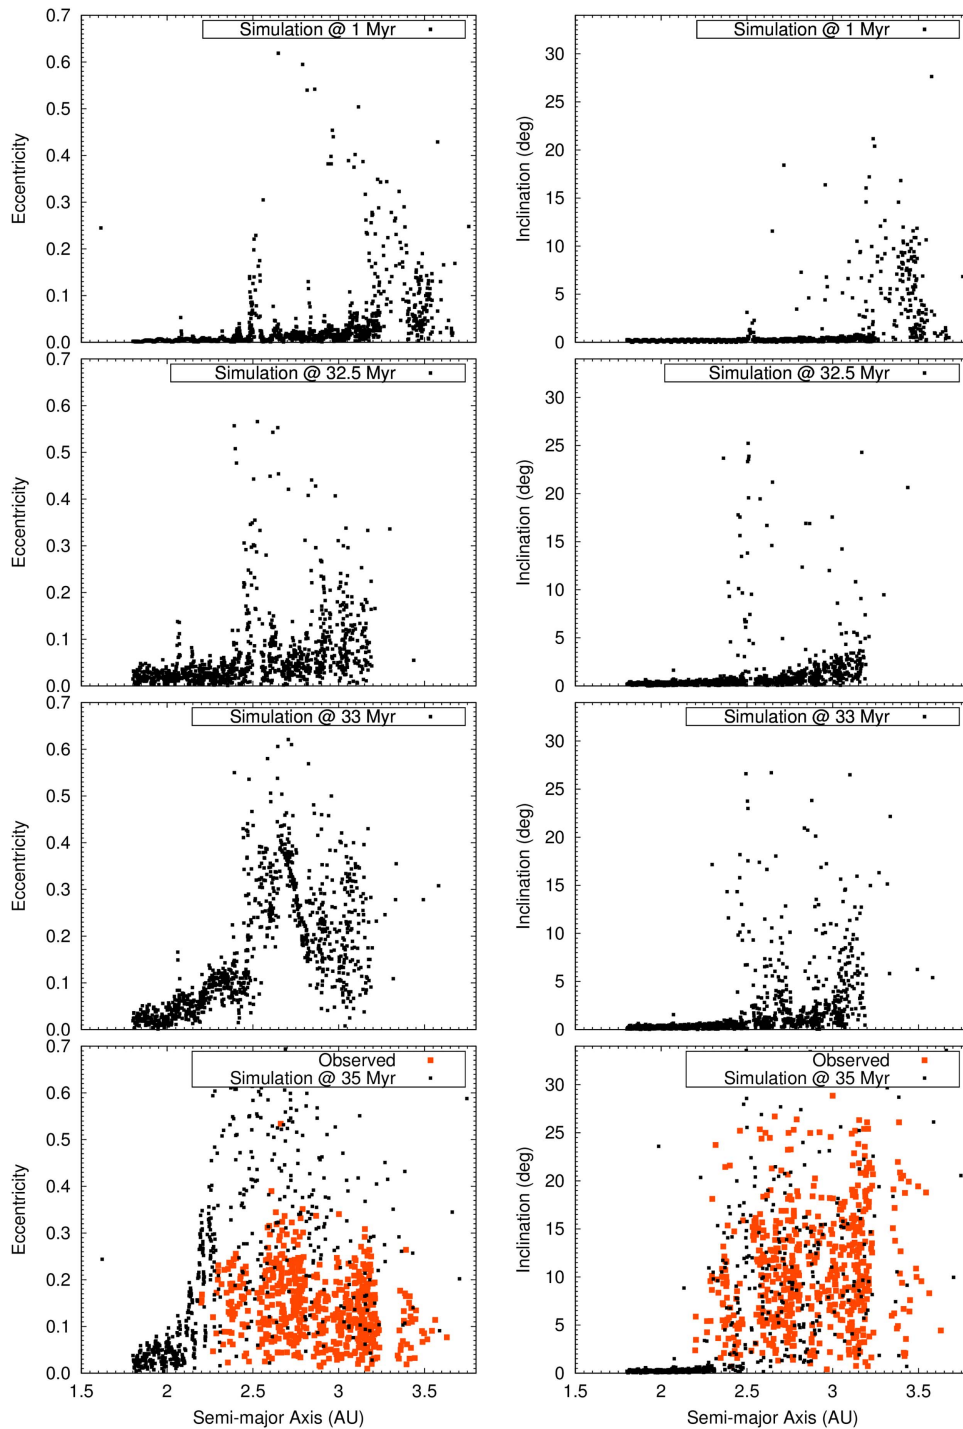 0.7
0.6
0.5
0.4
0.3
0.2
0.1
0.0
Eccentricity
Simulation @ 1 Myr
30
25
20
15
10
5
0
Inclination (deg)
Simulation @ 1 Myr
0.7
0.6
0.5
0.4
0.3
0.2
0.1
0.0
Eccentricity
Simulation @ 32.5 Myr
30
25
20
15
10
5
0
Inclination (deg)
Simulation @ 32.5 Myr
0.7
0.6
0.5
0.4
0.3
0.2
0.1
0.0
Eccentricity
Simulation @ 33 Myr
30
25
20
15
10
5
0
Inclination (deg)
Simulation @ 33 Myr
0.7
0.6
0.5
0.4
0.3
0.2
0.1
0.0
Eccentricity
Observed
Simulation @ 35 Myr
1.5 2 2.5 3 3.5
Semi-major Axis (AU)
30
25
20
15
10
5
0
Inclination (deg)
Observed
Simulation @ 35 Myr
1.5 2 2.5 3 3.5
Semi-major Axis (AU)